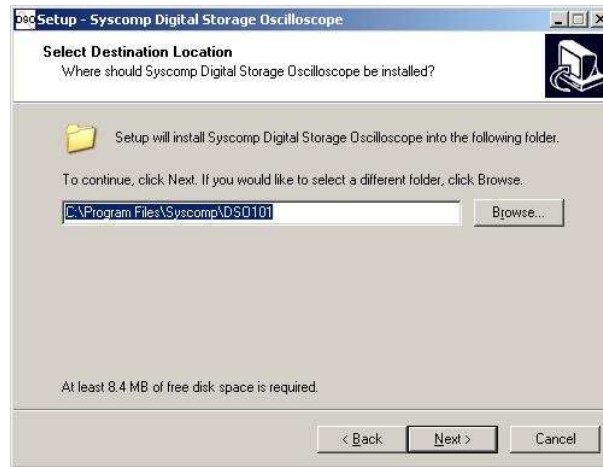 DSO Setup - Syscomp Digital Storage Oscilloscope
Select Destination Location
Where should Syscomp Digital Storage Oscilloscope be installed?
Setup will install Syscomp Digital Storage Oscilloscope into the following folder.
To continue, click Next. If you would like to select a different folder, click Browse.
C:\Program Files\Syscomp\DSO101
Browse...
At least 8.4 MB of free disk space is required.
< Back
Next >
Cancel